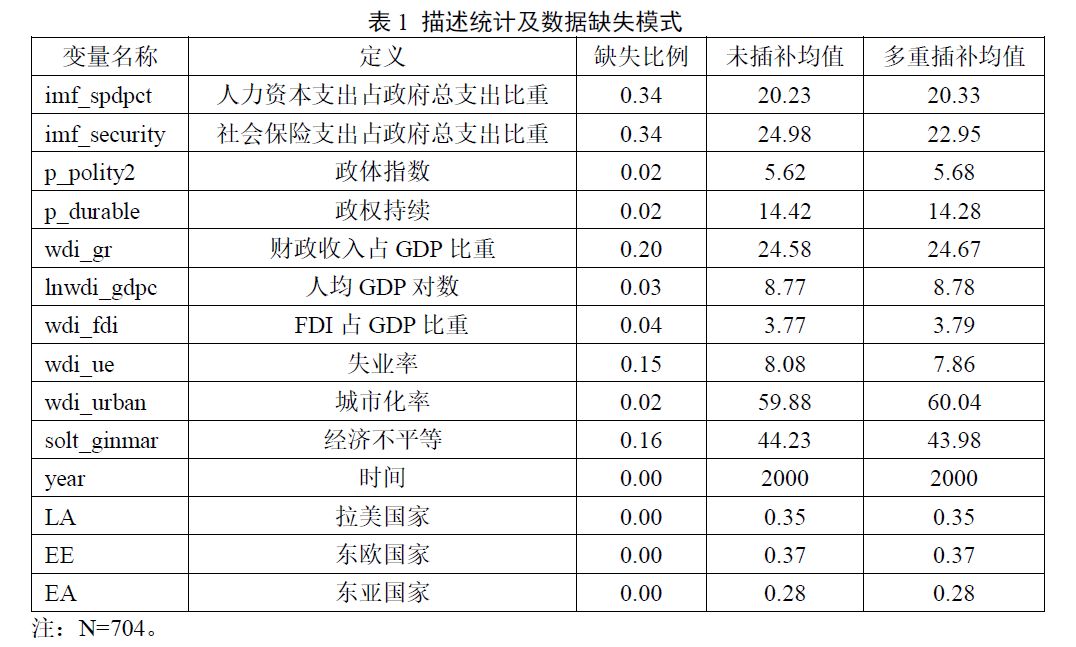 表 1 描述统计及数据缺失模式
变量名称 定义 缺失比例 未插补均值 多重插补均值
imf_spdpct 人力资本支出占政府总支出比重 0.34 20.23 20.33
imf_security 社会保险支出占政府总支出比重 0.34 24.98 22.95
p_polity2 政体指数 0.02 5.62 5.68
p_durable 政权持续 0.02 14.42 14.28
wdi_gr 财政收入占 GDP 比重 0.20 24.58 24.67
lnwdi_gdpc 人均 GDP 对数 0.03 8.77 8.78
wdi_fdi FDI 占 GDP 比重 0.04 3.77 3.79
wdi_ue 失业率 0.15 8.08 7.86
wdi_urban 城市化率 0.02 59.88 60.04
solt_ginmar 经济不平等 0.16 44.23 43.98
year 时间 0.00 2000 2000
LA 拉美国家 0.00 0.35 0.35
EE 东欧国家 0.00 0.37 0.37
EA 东亚国家 0.00 0.28 0.28
注：N=704。